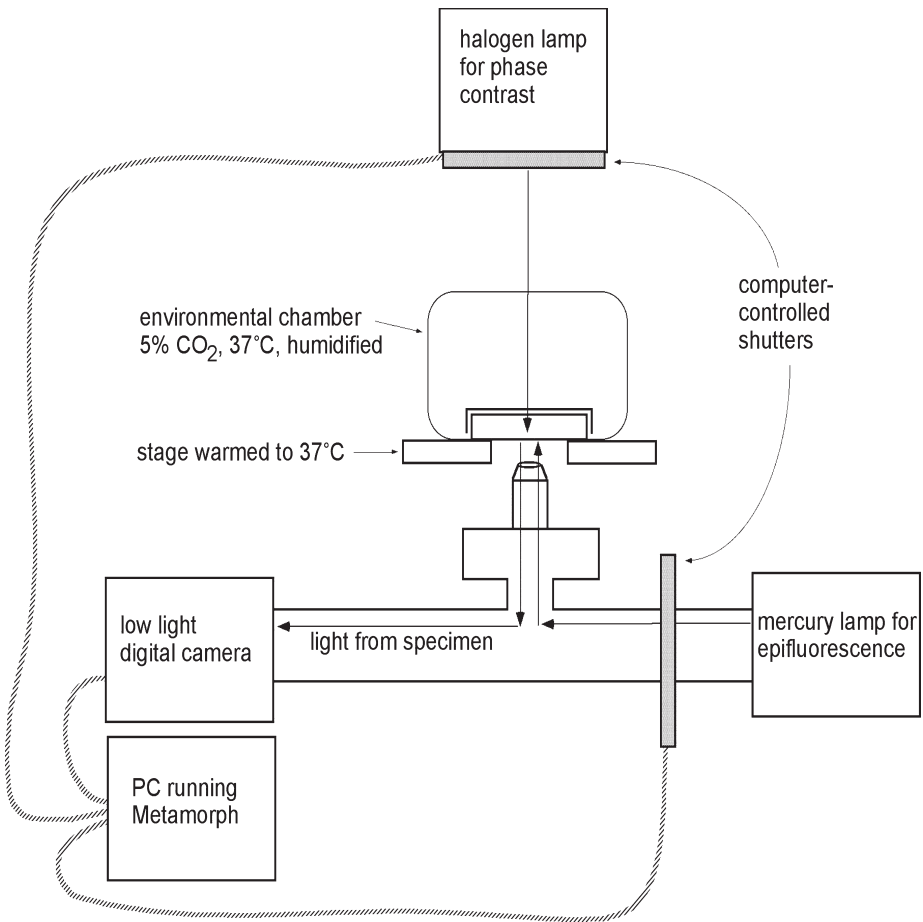 halogen lamp
for phase
contrast
environmental chamber
5% CO2, 37°C, humidified
computer-
controlled
shutters
stage warmed to 37°C
low light
digital camera
light from specimen
mercury lamp for
epifluorescence
PC running
Metamorph